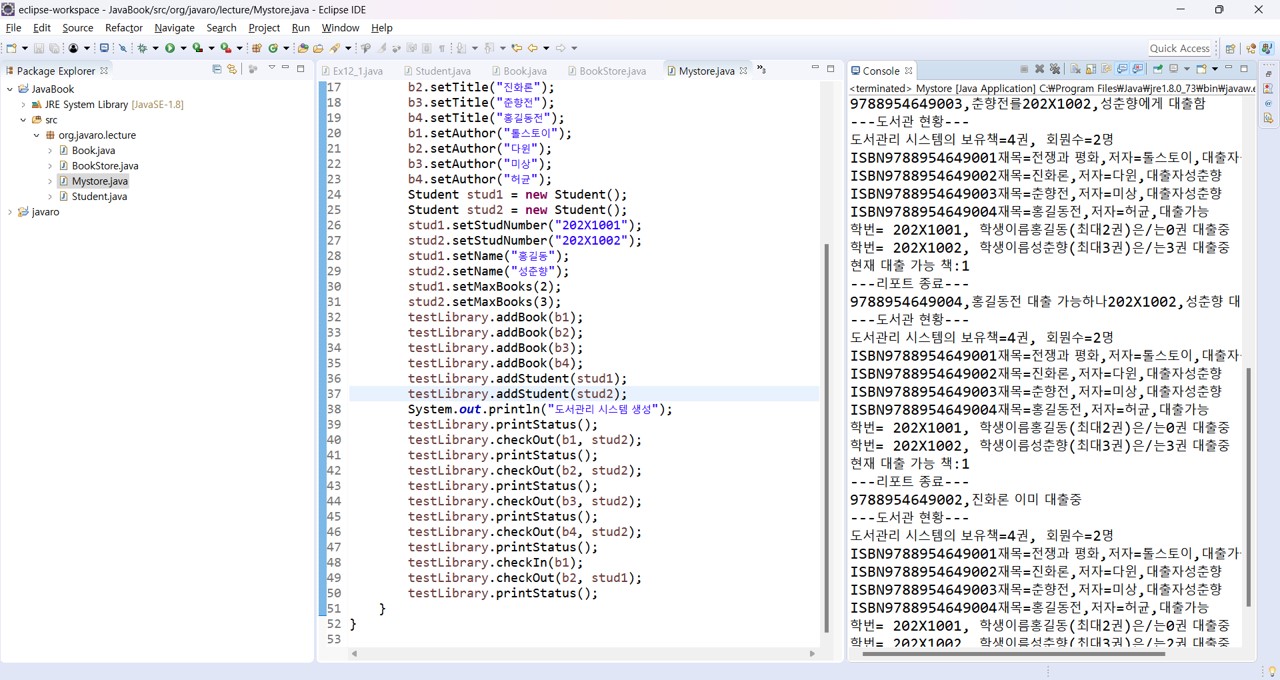 eclipse-workspace - JavaBook/src/org/javaro/lecture/Mystore.java - Eclipse IDE
File Edit Source Refactor Navigate Search Project Run Window Help
Quick Access
Package Explorer
JavaBook
JRE System Library [JavaSE-1.8]
src
org.javaro.lecture
Book.java
BookStore.java
Mystore.java
Student.java
javaro
Ex12_1.java Student.java Book.java BookStore.java Mystore.java
17 b2.setTitle("진화론");
18 b3.setTitle("춘향전");
19 b4.setTitle("홍길동전");
20 b1.setAuthor("톨스토이");
21 b2.setAuthor("다윈");
22 b3.setAuthor("미상");
23 b4.setAuthor("허균");
24 Student stud1 = new Student();
25 Student stud2 = new Student();
26 stud1.setStudNumber("202X1001");
27 stud2.setStudNumber("202X1002");
28 stud1.setName("홍길동");
29 stud2.setName("성춘향");
30 stud1.setMaxBooks(2);
31 stud2.setMaxBooks(3);
32 testLibrary.addBook(b1);
33 testLibrary.addBook(b2);
34 testLibrary.addBook(b3);
35 testLibrary.addBook(b4);
36 testLibrary.addStudent(stud1);
37 testLibrary.addStudent(stud2);
38 System.out.println("도서관리 시스템 생성");
39 testLibrary.printStatus();
40 testLibrary.checkOut(b1, stud2);
41 testLibrary.printStatus();
42 testLibrary.checkOut(b2, stud2);
43 testLibrary.printStatus();
44 testLibrary.checkOut(b3, stud2);
45 testLibrary.printStatus();
46 testLibrary.checkOut(b4, stud2);
47 testLibrary.printStatus();
48 testLibrary.checkIn(b1);
49 testLibrary.checkOut(b2, stud1);
50 testLibrary.printStatus();
51 }
52 }
53
Console
<terminated> Mystore [Java Application] C:₩Program Files₩Java₩jre1.8.0_73₩bin₩javaw.e
9788954649003,춘향전를202X1002,성춘향에게 대출함
---도서관 현황---
도서관리 시스템의 보유책=4권, 회원수=2명
ISBN9788954649001재목=전쟁과 평화,저자=톨스토이,대출자
ISBN9788954649002재목=진화론,저자=다윈,대출자성춘향
ISBN9788954649003재목=춘향전,저자=미상,대출자성춘향
ISBN9788954649004재목=홍길동전,저자=허균,대출가능
학번= 202X1001, 학생이름홍길동(최대2권)은/는0권 대출중
학번= 202X1002, 학생이름성춘향(최대3권)은/는3권 대출중
현재 대출 가능 책:1
---리포트 종료---
9788954649004,홍길동전 대출 가능하나202X1002,성춘향 대
---도서관 현황---
도서관리 시스템의 보유책=4권, 회원수=2명
ISBN9788954649001재목=전쟁과 평화,저자=톨스토이,대출자
ISBN9788954649002재목=진화론,저자=다윈,대출자성춘향
ISBN9788954649003재목=춘향전,저자=미상,대출자성춘향
ISBN9788954649004재목=홍길동전,저자=허균,대출가능
학번= 202X1001, 학생이름홍길동(최대2권)은/는0권 대출중
학번= 202X1002, 학생이름성춘향(최대3권)은/는3권 대출중
현재 대출 가능 책:1
---리포트 종료---
9788954649002,진화론 이미 대출중
---도서관 현황---
도서관리 시스템의 보유책=4권, 회원수=2명
ISBN9788954649001재목=전쟁과 평화,저자=톨스토이,대출가
ISBN9788954649002재목=진화론,저자=다윈,대출자성춘향
ISBN9788954649003재목=춘향전,저자=미상,대출자성춘향
ISBN9788954649004재목=홍길동전,저자=허균,대출가능
학번= 202X1001, 학생이름홍길동(최대2권)은/는0권 대출중
학번= 202X1002, 학생이름성춘향(최대3권)은/는2권 대출중